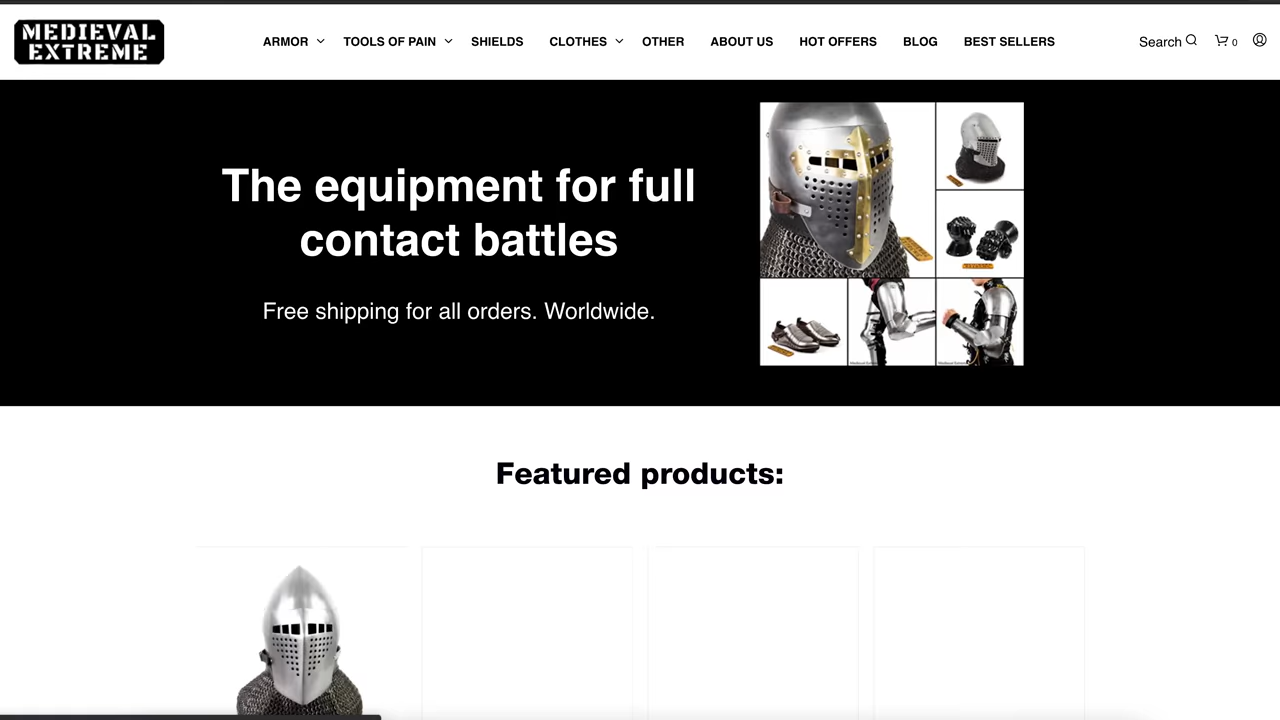 MEDIEVAL
EXTREME
ARMOR TOOLS OF PAIN SHIELDS CLOTHES OTHER ABOUT US HOT OFFERS BLOG BEST SELLERS
Search 0
The equipment for full
contact battles
Free shipping for all orders. Worldwide.
Featured products: